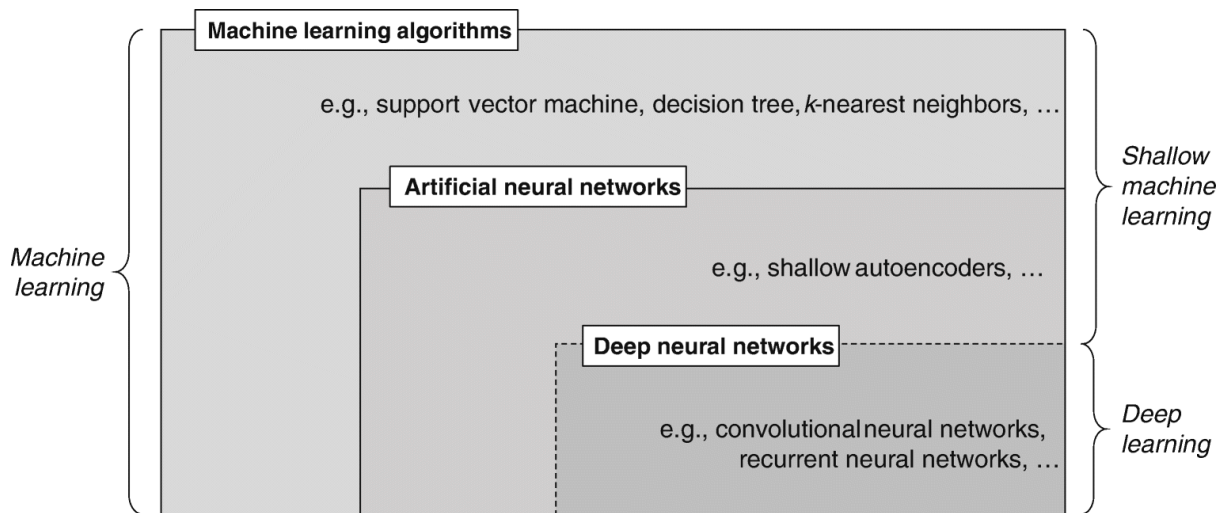 Machine learning algorithms
e.g., support vector machine, decision tree, k-nearest neighbors, …
Shallow
machine
learning
Artificial neural networks
Machine
learning
e.g., shallow autoencoders, …
Deep neural networks
e.g., convolutional neural networks,
recurrent neural networks, …
Deep
learning